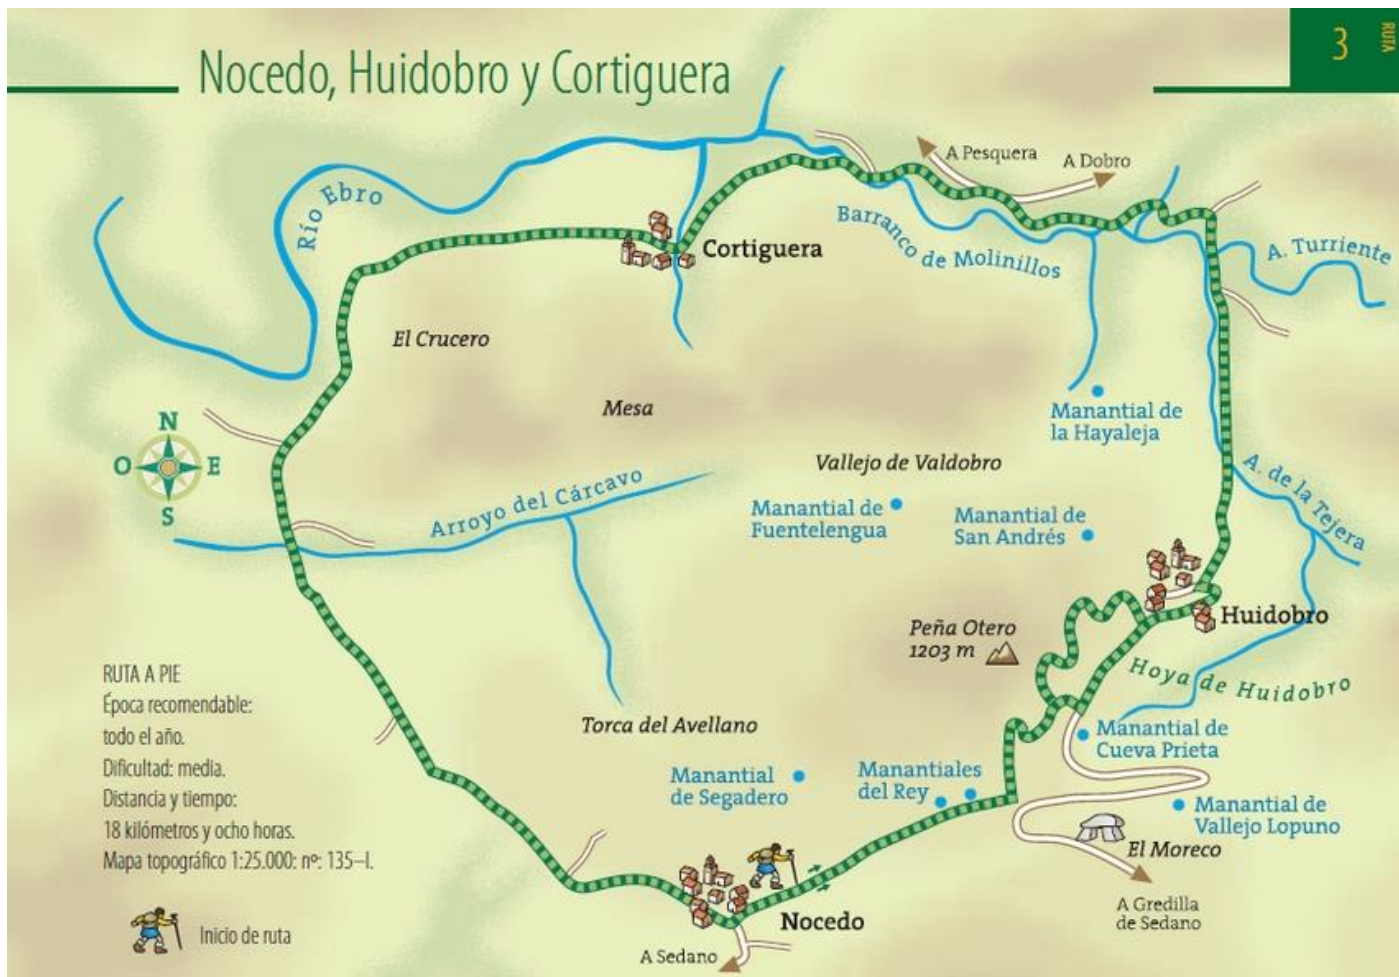 Nocedo, Huidobro y Cortiguera
3
RUTA
A Pesquera
A Dobro
Río Ebro
Cortiguera
Barranco de Molinillos
A. Turriente
El Crucero
Mesa
Manantial de
la Hayaleja
N
O
E
S
Vallejo de Valdobro
Arroyo del Cárcavo
Manantial de
Fuentelengua
Manantial de
San Andrés
A. de la Tejera
Peña Otero
1203 m
Huidobro
Hoya de Huidobro
RUTA A PIE
Época recomendable:
todo el año.
Dificultad: media.
Distancia y tiempo:
18 kilómetros y ocho horas.
Mapa topográfico 1:25.000: nº: 135–I.
Torca del Avellano
Manantial de
Cueva Prieta
Manantial
de Segadero
Manantiales
del Rey
Manantial de
Vallejo Lopuno
El Moreco
Nocedo
A Gredilla
de Sedano
Inicio de ruta
A Sedano